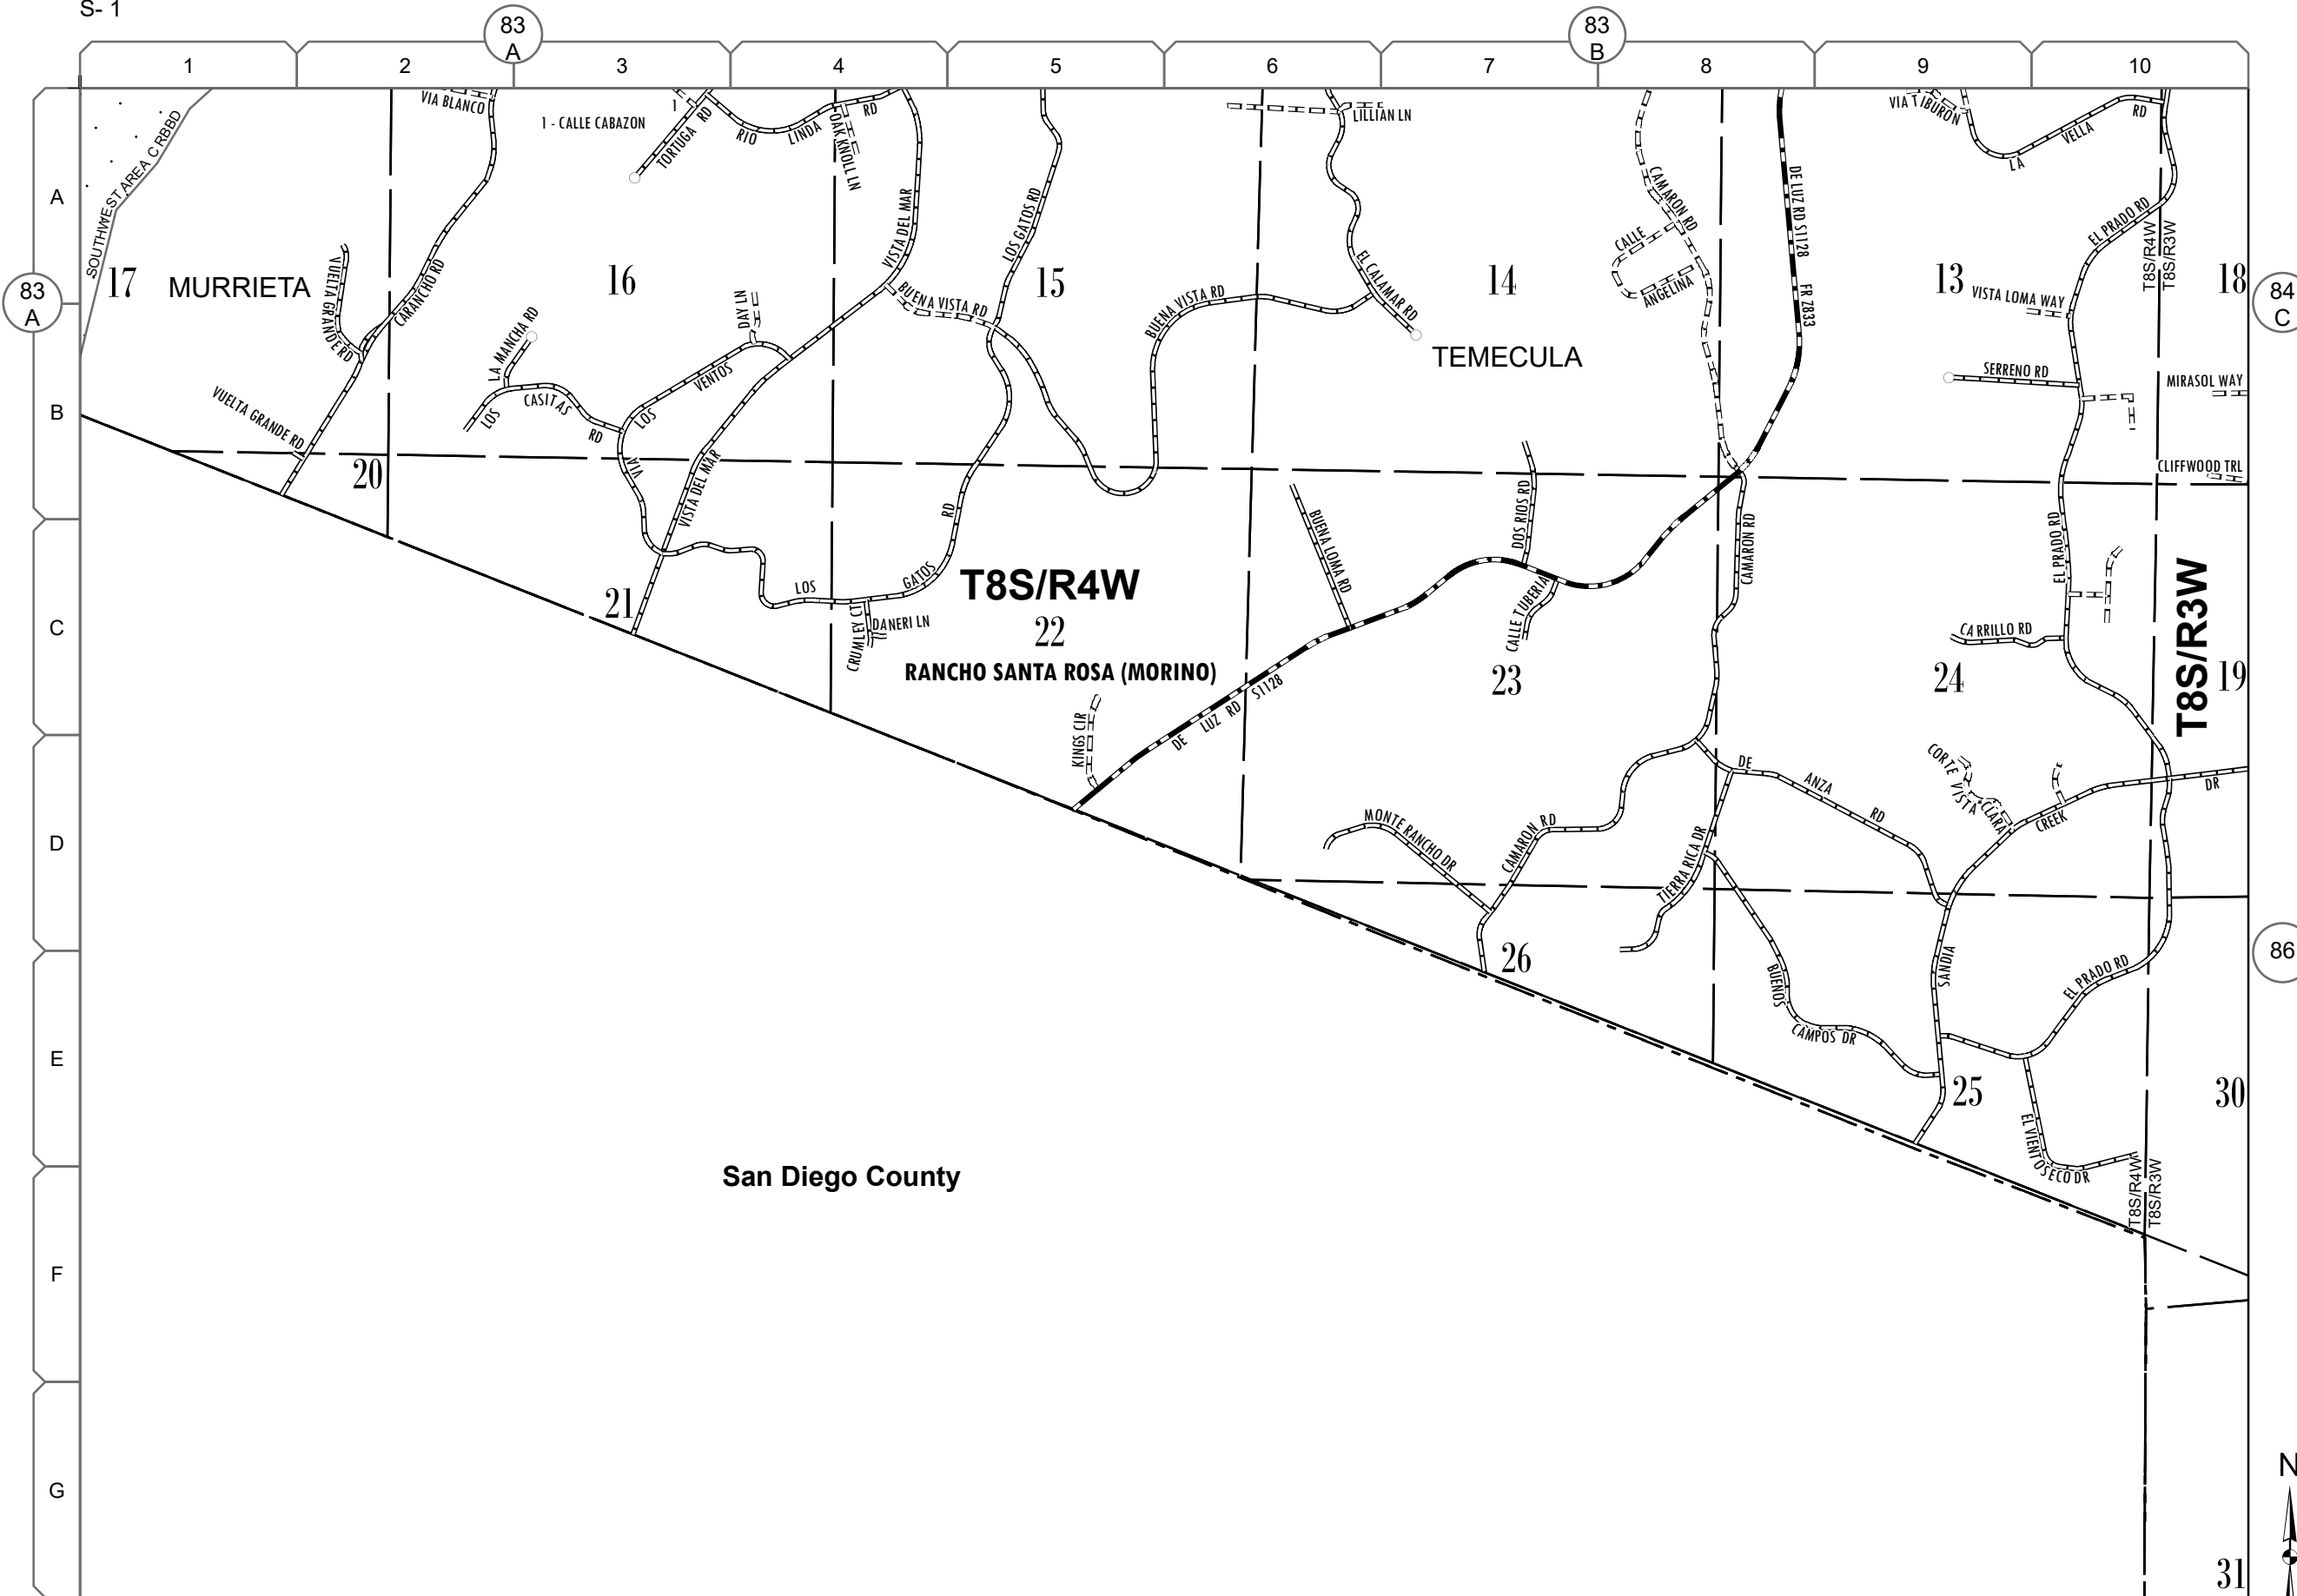 S- 1
83
A
83
B
1
2
3
4
5
6
7
8
9
10
A
B
C
D
E
F
G
83
A
84
C
86
N
SOUTHWEST AREA C RBBD
VIA BLANCO
1 - CALLE CABAZON
1
TORTUGA RD
RIO LINDA RD
OAK KNOLL LN
VISTA DEL MAR
LOS GATOS RD
LILLIAN LN
CAMARON RD
DE LUZ RD S1128
FR Z833
VIA TIBURON
LA VELLA RD
EL PRADO RD
T8S/R4W
T8S/R3W
17
MURRIETA
16
15
14
13
18
VUELTA GRANDE RD
CARANCHO RD
LA MANCHA RD
DAY LN
BUENA VISTA RD
BUENA VISTA RD
EL CALAMAR RD
CALLE ANGELINA
VISTA LOMA WAY
TEMECULA
SERRENO RD
MIRASOL WAY
VUELTA GRANDE RD
LOS CASITAS RD
VIA LOS VENTOS
VISTA DEL MAR
CLIFFWOOD TRL
20
BUENA LOMA RD
DOS RIOS RD
CAMARON RD
EL PRADO RD
21
LOS GATOS RD
T8S/R4W
22
DANERI LN
CRUMLEY CT
CALLE TUBERIA
CARRILLO RD
T8S/R3W
RANCHO SANTA ROSA (MORINO)
23
24
19
KINGS CIR
DE LUZ RD S1128
DE ANZA RD
CORTE VISTA CLARA
CREEK DR
MONTE RANCHO DR
CAMARON RD
TIERRA RICA DR
26
BUENOS CAMPOS DR
SANDIA
EL PRADO RD
25
30
EL VIENTO SECO DR
T8S/R4W
T8S/R3W
San Diego County
31